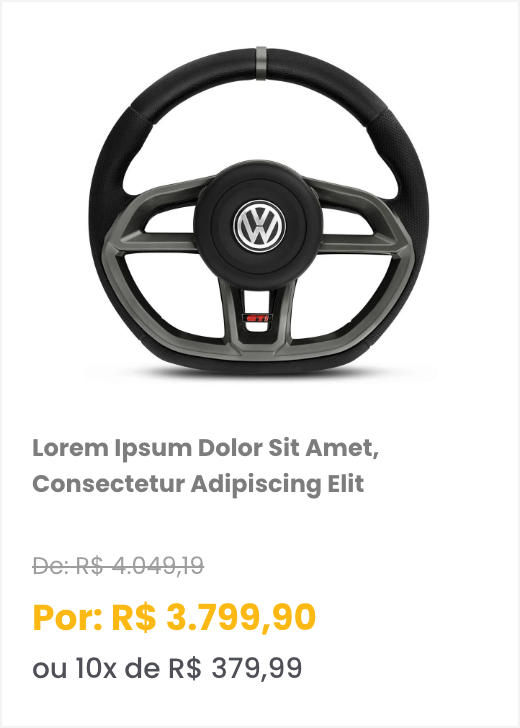 GTI
Lorem Ipsum Dolor Sit Amet,
Consectetur Adipiscing Elit
De: R$ 4.049,19
Por: R$ 3.799,90
ou 10x de R$ 379,99